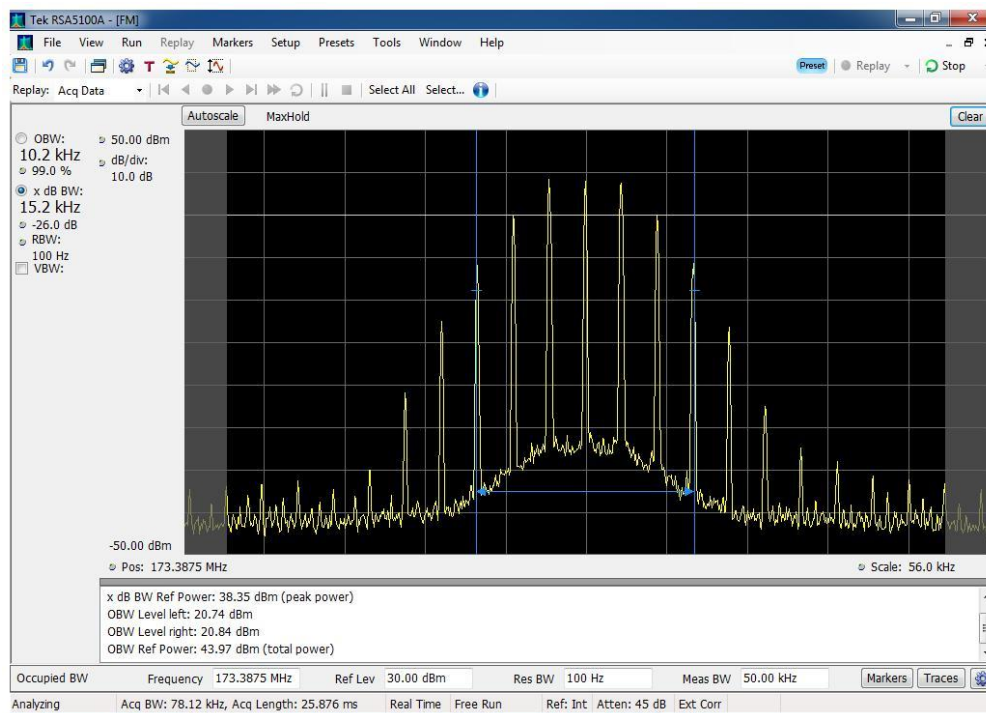 Tek RSA5100A - [FM]
File View Run Replay Markers Setup Presets Tools Window Help
T Preset Replay Stop
Replay: Acq Data Select All Select...
Autoscale MaxHold Clear
OBW:
10.2 kHz
99.0 %
x dB BW:
15.2 kHz
-26.0 dB
RBW:
100 Hz
VBW:
50.00 dBm
dB/div:
10.0 dB
-50.00 dBm
Pos: 173.3875 MHz Scale: 56.0 kHz
x dB BW Ref Power: 38.35 dBm (peak power)
OBW Level left: 20.74 dBm
OBW Level right: 20.84 dBm
OBW Ref Power: 43.97 dBm (total power)
Occupied BW Frequency 173.3875 MHz Ref Lev 30.00 dBm Res BW 100 Hz Meas BW 50.00 kHz Markers Traces
Analyzing Acq BW: 78.12 kHz, Acq Length: 25.876 ms Real Time Free Run Ref: Int Atten: 45 dB Ext Corr